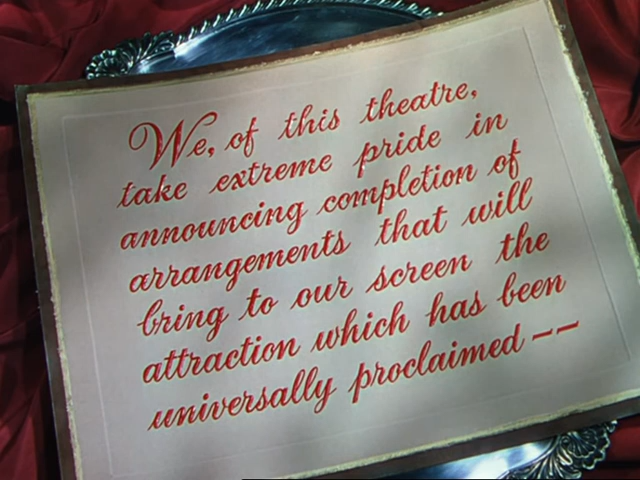 We, of this theatre,
take extreme pride in
announcing completion of
arrangements that will
bring to our screen the
attraction which has been
universally proclaimed --